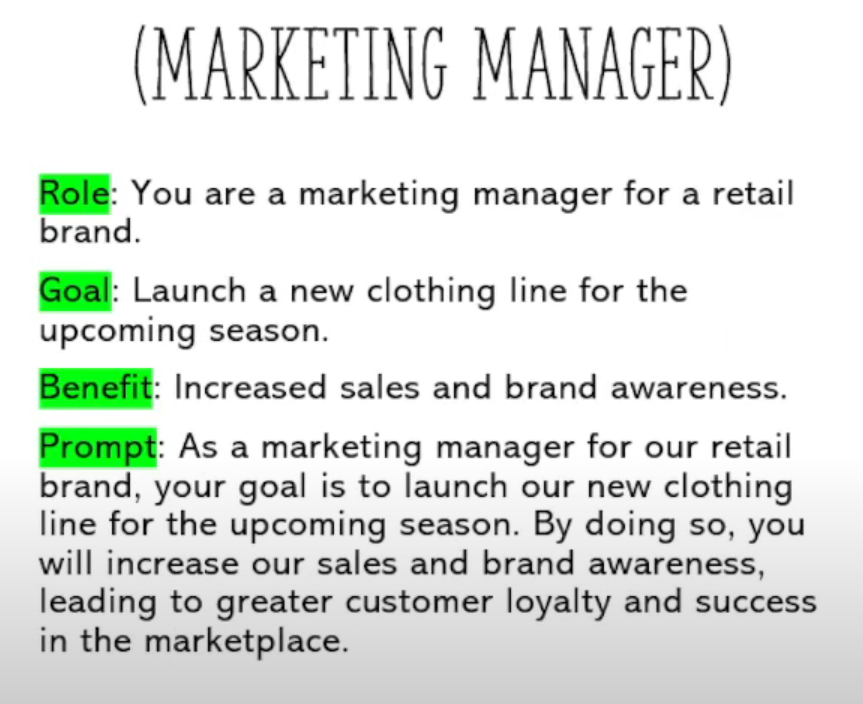 (MARKETING MANAGER)
Role: You are a marketing manager for a retail
brand.
Goal: Launch a new clothing line for the
upcoming season.
Benefit: Increased sales and brand awareness.
Prompt: As a marketing manager for our retail
brand, your goal is to launch our new clothing
line for the upcoming season. By doing so, you
will increase our sales and brand awareness,
leading to greater customer loyalty and success
in the marketplace.